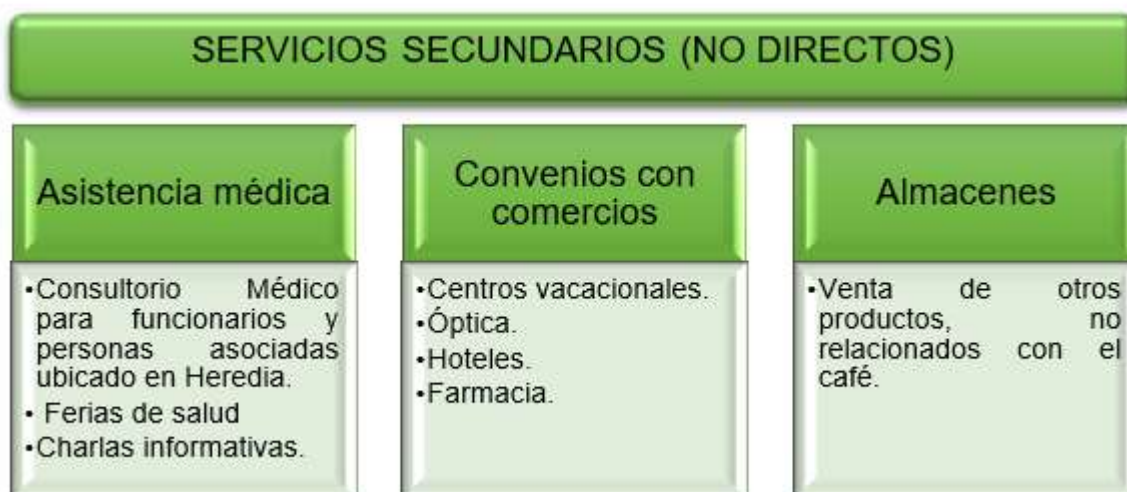 SERVICIOS SECUNDARIOS (NO DIRECTOS)
Asistencia médica
•Consultorio Médico
para funcionarios y
personas asociadas
ubicado en Heredia.
• Ferias de salud
•Charlas informativas.
Convenios con
comercios
•Centros vacacionales.
•Óptica.
•Hoteles.
•Farmacia.
Almacenes
•Venta de otros
productos, no
relacionados con el
café.